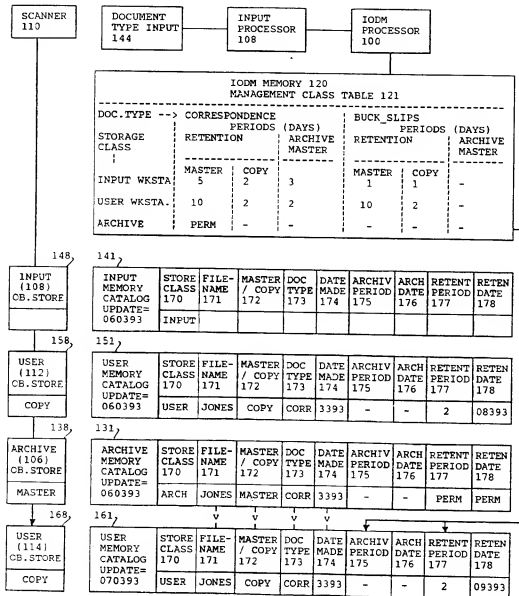 SCANNER
110
DOCUMENT
TYPE INPUT
144
INPUT
PROCESSOR
108
IODM
PROCESSOR
100
IODM MEMORY 120
MANAGEMENT CLASS TABLE 121
DOC.TYPE --> CORRESPONDENCE BUCK_SLIPS
PERIODS (DAYS) PERIODS (DAYS)
STORAGE RETENTION ARCHIVE RETENTION ARCHIVE
CLASS MASTER MASTER
MASTER COPY MASTER COPY
INPUT WKSTA 5 2 3 1 1 -
USER WKSTA. 10 2 2 10 2 -
ARCHIVE PERM - - - - -
148
INPUT
(108)
CB.STORE
141
INPUT STORE FILE- MASTER DOC DATE ARCHIV ARCH RETENT RETEN
MEMORY CLASS NAME / COPY TYPE MADE PERIOD DATE PERIOD DATE
CATALOG 170 171 172 173 174 175 176 177 178
UPDATE=
060393 INPUT
158
USER
(112)
CB.STORE
COPY
151
USER STORE FILE- MASTER DOC DATE ARCHIV ARCH RETENT RETEN
MEMORY CLASS NAME / COPY TYPE MADE PERIOD DATE PERIOD DATE
CATALOG 170 171 172 173 174 175 176 177 178
UPDATE=
060393 USER JONES COPY CORR 3393 - - 2 08393
138
ARCHIVE
(106)
CB.STORE
MASTER
131
ARCHIVE STORE FILE- MASTER DOC DATE ARCHIV ARCH RETENT RETEN
MEMORY CLASS NAME / COPY TYPE MADE PERIOD DATE PERIOD DATE
CATALOG 170 171 172 173 174 175 176 177 178
UPDATE=
060393 ARCH JONES MASTER CORR 3393 - - PERM PERM
168
USER
(114)
CB.STORE
COPY
161
USER STORE FILE- MASTER DOC DATE ARCHIV ARCH RETENT RETEN
MEMORY CLASS NAME / COPY TYPE MADE PERIOD DATE PERIOD DATE
CATALOG 170 171 172 173 174 175 176 177 178
UPDATE=
070393 USER JONES COPY CORR 3393 - - 2 09393